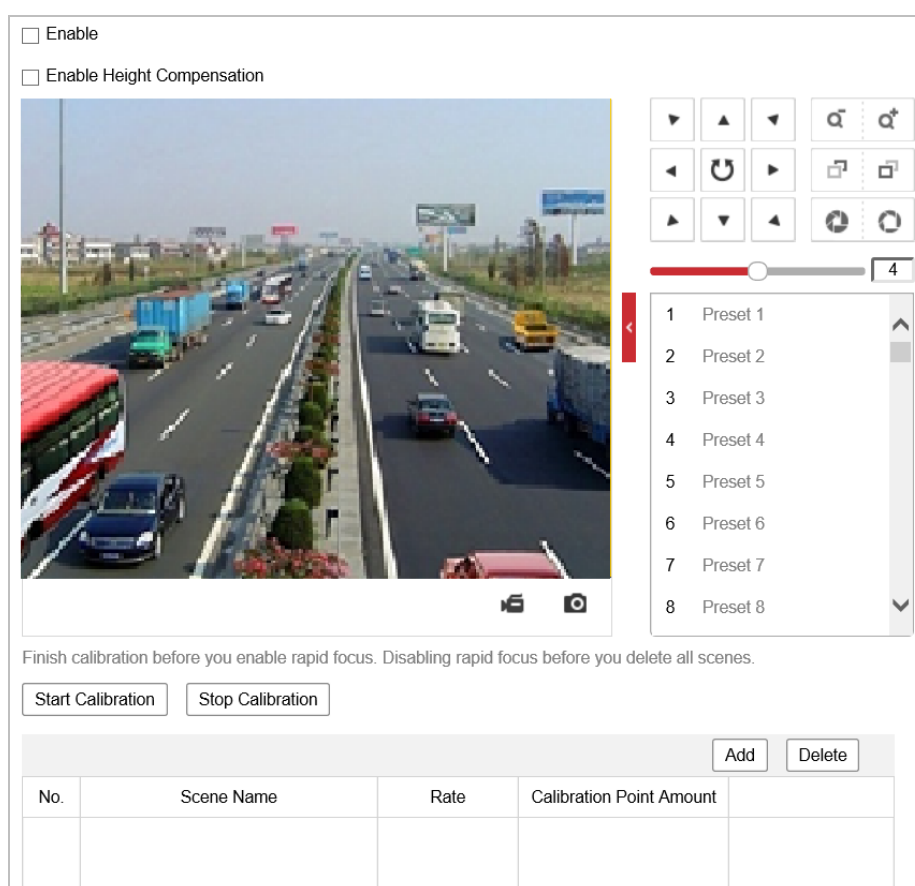 Enable
Enable Height Compensation
4
1 Preset 1
2 Preset 2
3 Preset 3
4 Preset 4
5 Preset 5
6 Preset 6
7 Preset 7
8 Preset 8
Finish calibration before you enable rapid focus. Disabling rapid focus before you delete all scenes.
Start Calibration Stop Calibration
Add Delete
No. Scene Name Rate Calibration Point Amount